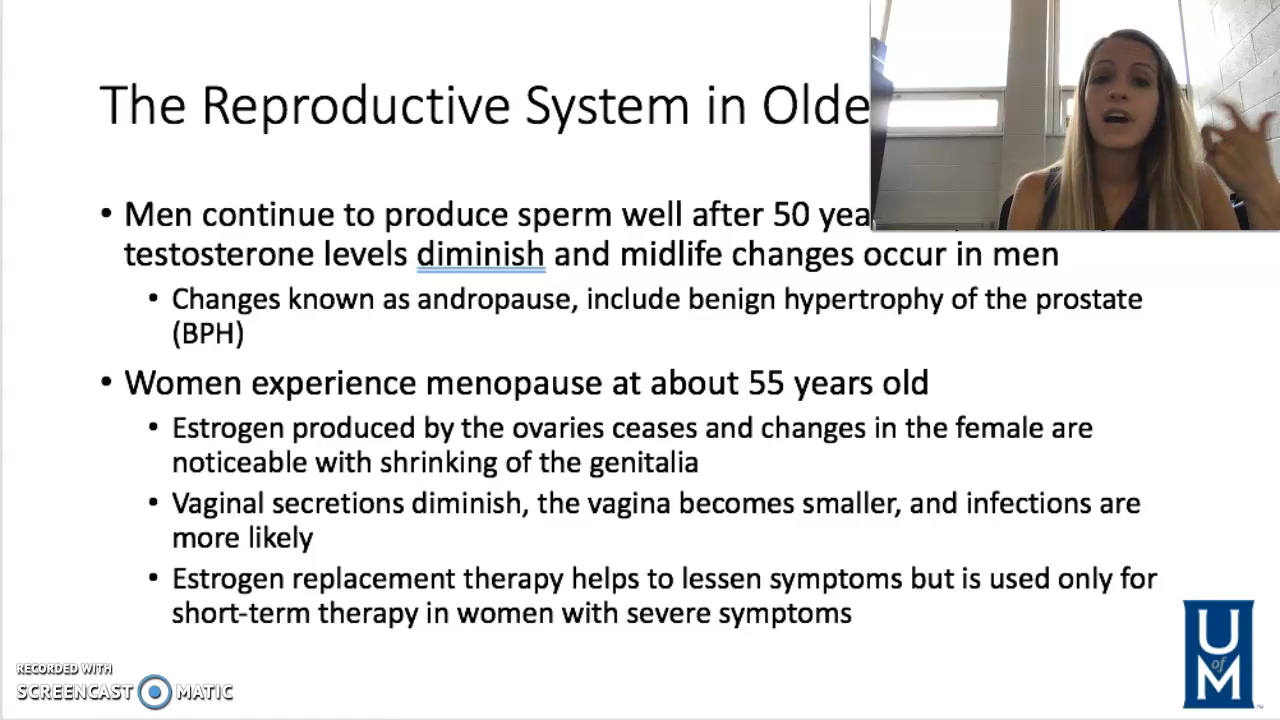 The Reproductive System in Olde
• Men continue to produce sperm well after 50 yea
testosterone levels diminish and midlife changes occur in men
• Changes known as andropause, include benign hypertrophy of the prostate
(BPH)
• Women experience menopause at about 55 years old
• Estrogen produced by the ovaries ceases and changes in the female are
noticeable with shrinking of the genitalia
• Vaginal secretions diminish, the vagina becomes smaller, and infections are
more likely
• Estrogen replacement therapy helps to lessen symptoms but is used only for
short-term therapy in women with severe symptoms
RECORDED WITH
SCREENCAST MATIC
U
of
M